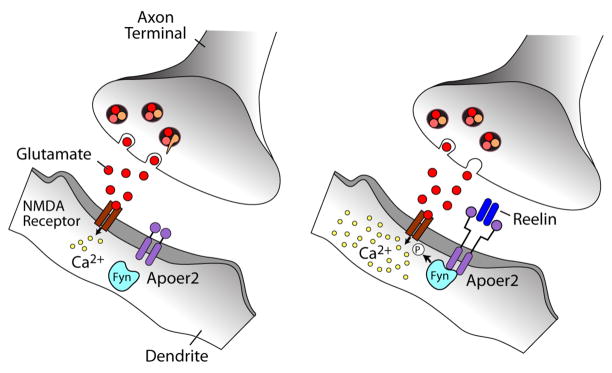 Axon
Terminal
Glutamate
NMDA
Receptor
Ca2+
Fyn
Apoer2
Dendrite
Reelin
Ca2+
P
Fyn
Apoer2